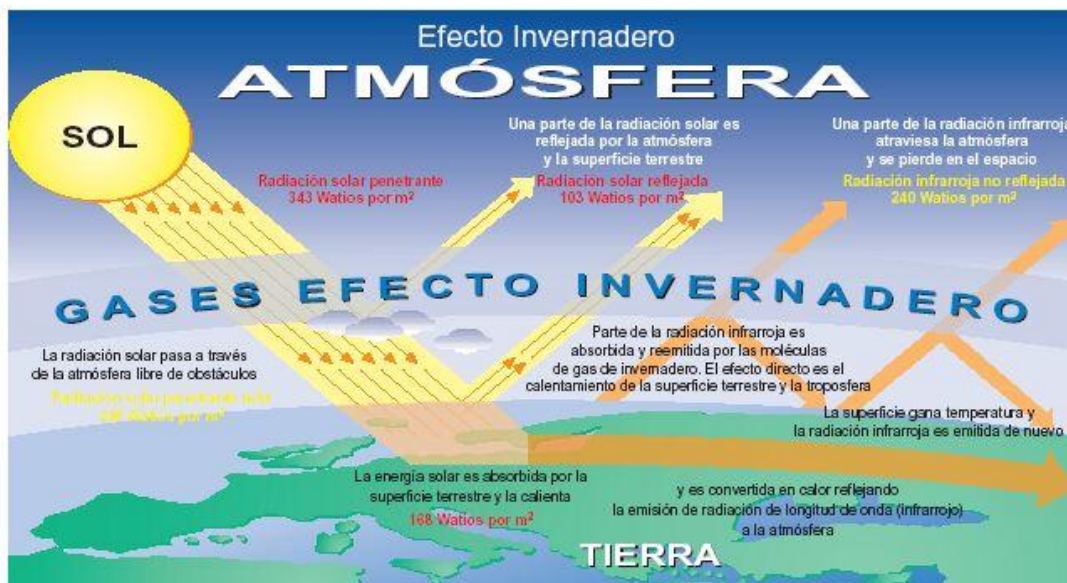 Efecto Invernadero
ATMÓSFERA
SOL
Una parte de la radiación solar es
reflejada por la atmósfera
y la superficie terrestre
Radiación solar reflejada
103 Watios por m²
Una parte de la radiación infrarroja
atraviesa la atmósfera
y se pierde en el espacio
Radiación infrarroja no reflejada
240 Watios por m²
Radiación solar penetrante
343 Watios por m²
GASES EFECTO INVERNADERO
La radiación solar pasa a través
de la atmósfera libre de obstáculos
Radiación solar penetrante
Watios por m²
Parte de la radiación infrarroja es
absorbida y reemitida por las moléculas
de gas de invernadero. El efecto directo es el
calentamiento de la superficie terrestre y la troposfera
La superficie gana temperatura y
la radiación infrarroja es emitida de nuevo
La energía solar es absorbida por la
superficie terrestre y la calienta
168 Watios por m²
y es convertida en calor reflejando
la emisión de radiación de longitud de onda (infrarrojo)
a la atmósfera
TIERRA